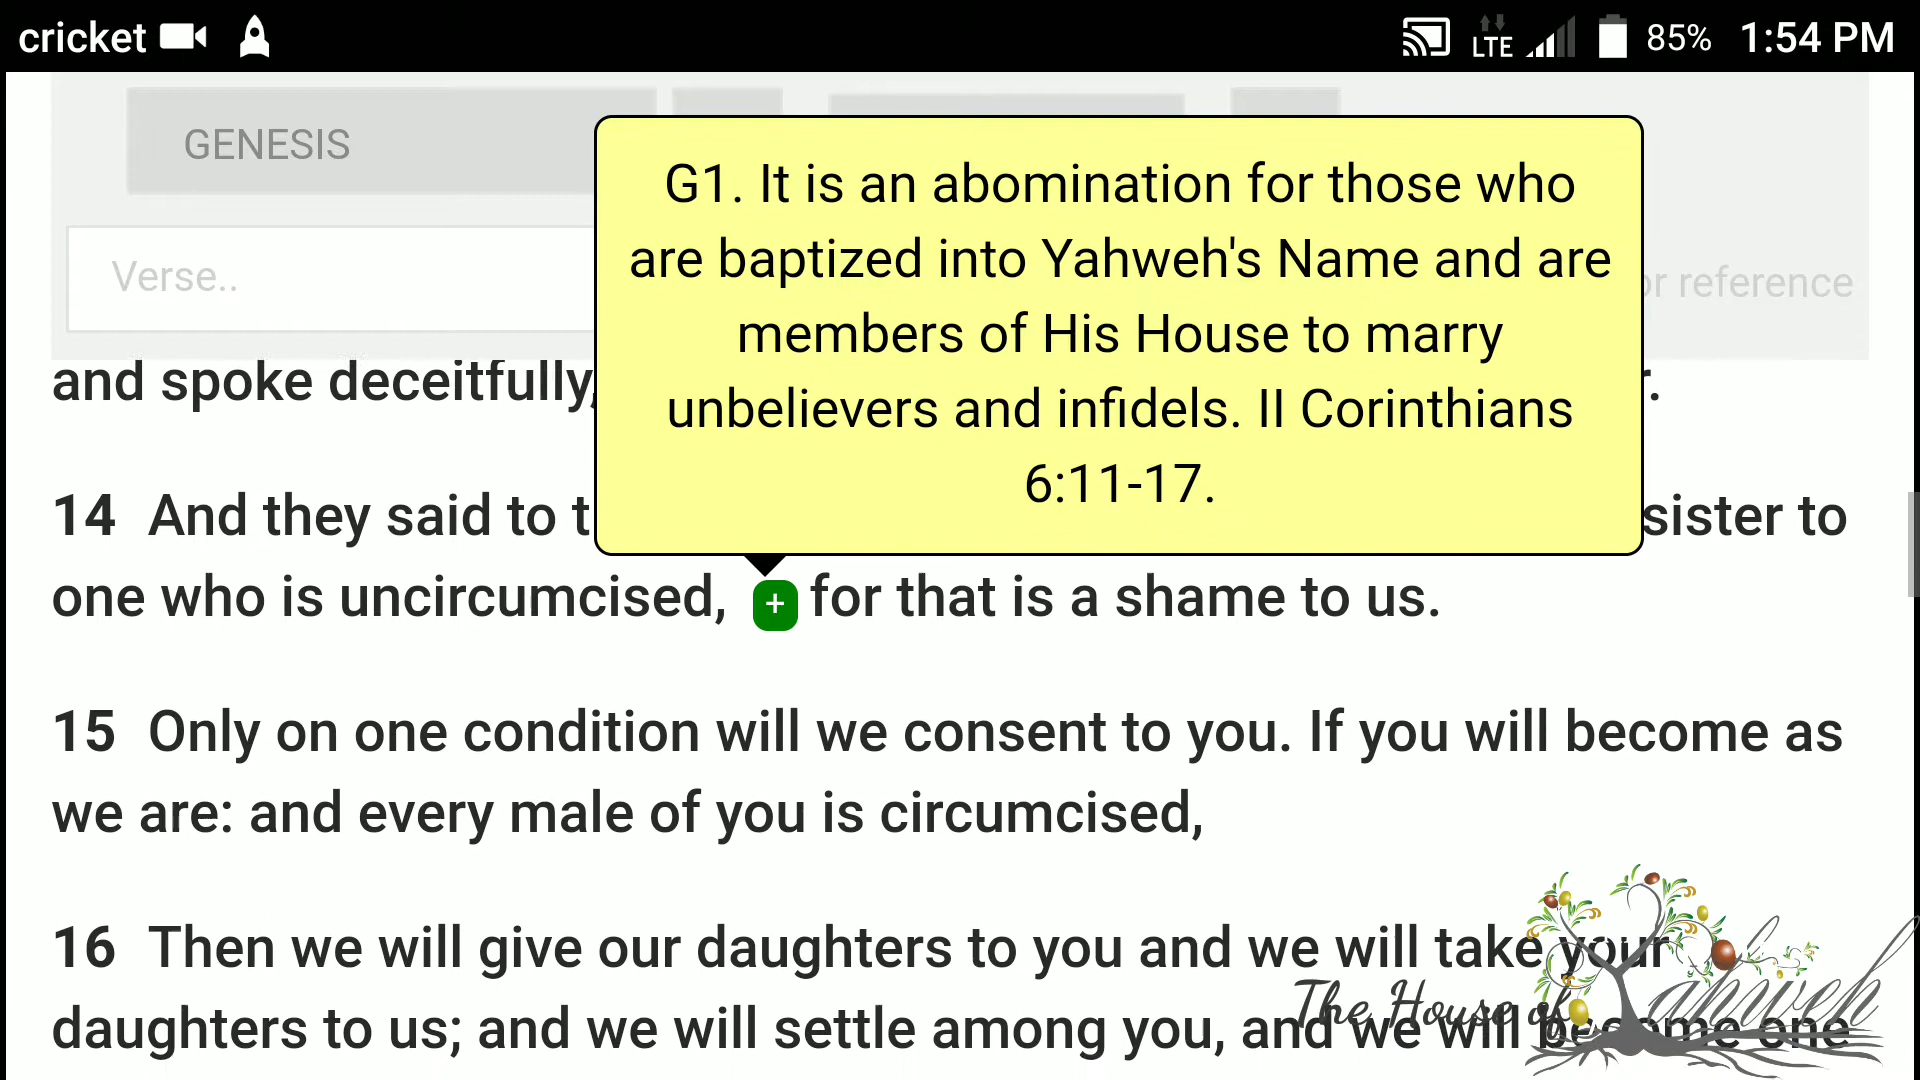 cricket LTE 85% 1:54 PM
GENESIS
Verse..
or reference
G1. It is an abomination for those who
are baptized into Yahweh's Name and are
members of His House to marry
unbelievers and infidels. II Corinthians
6:11-17.
and spoke deceitfully,
14 And they said to t sister to
one who is uncircumcised, + for that is a shame to us.
15 Only on one condition will we consent to you. If you will become as
we are: and every male of you is circumcised,
16 Then we will give our daughters to you and we will take your
daughters to us; and we will settle among you, and we will become one
The House of Yahweh